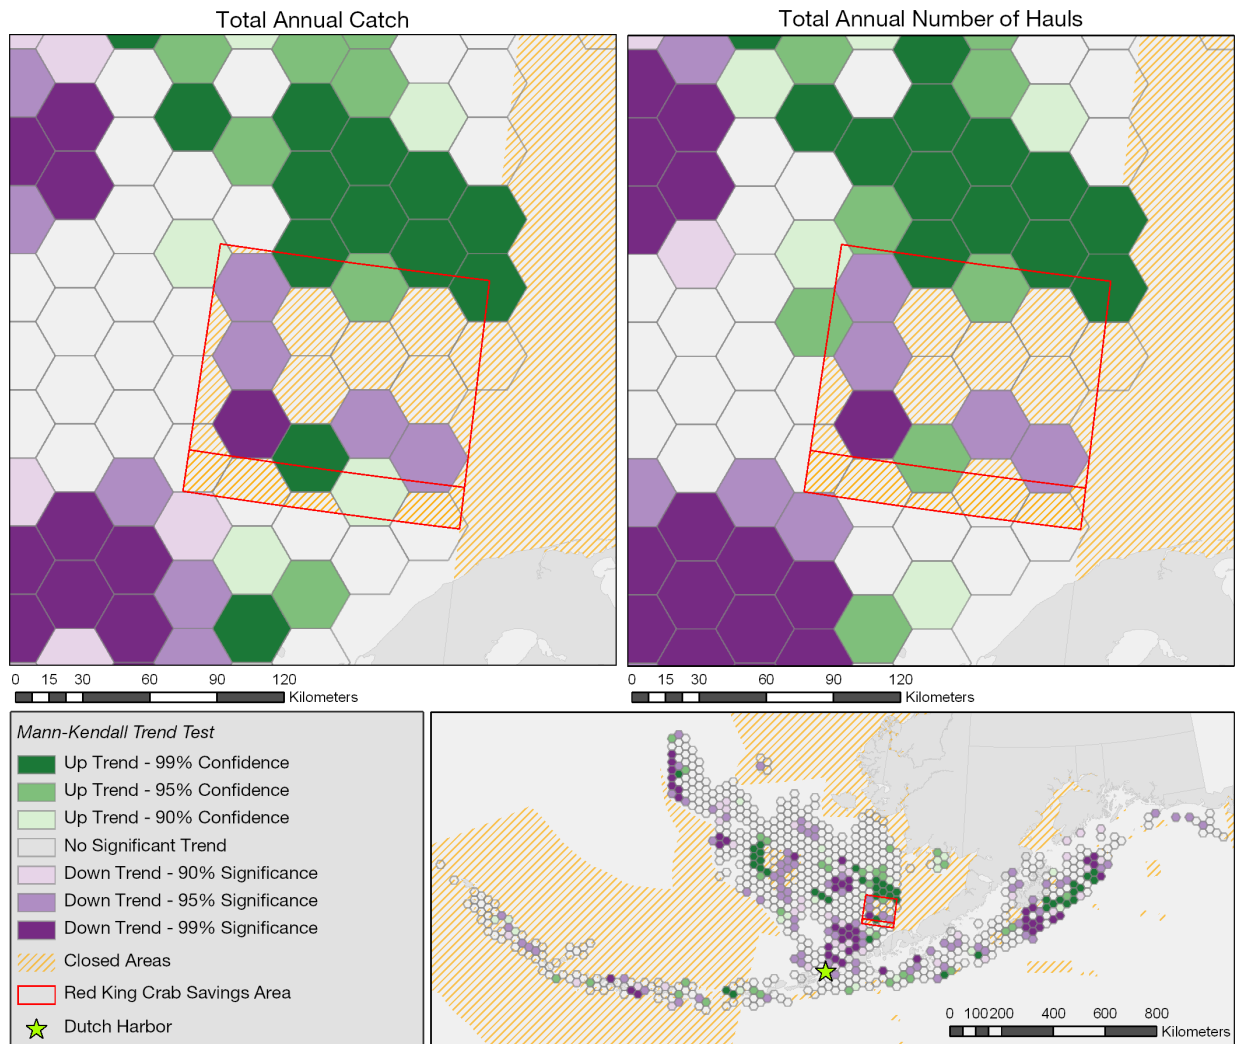 Total Annual Catch
Total Annual Number of Hauls
0 15 30 60 90 120
Kilometers
0 15 30 60 90 120
Kilometers
Mann-Kendall Trend Test
Up Trend - 99% Confidence
Up Trend - 95% Confidence
Up Trend - 90% Confidence
No Significant Trend
Down Trend - 90% Significance
Down Trend - 95% Significance
Down Trend - 99% Significance
Closed Areas
Red King Crab Savings Area
Dutch Harbor
0 100 200 400 600 800
Kilometers